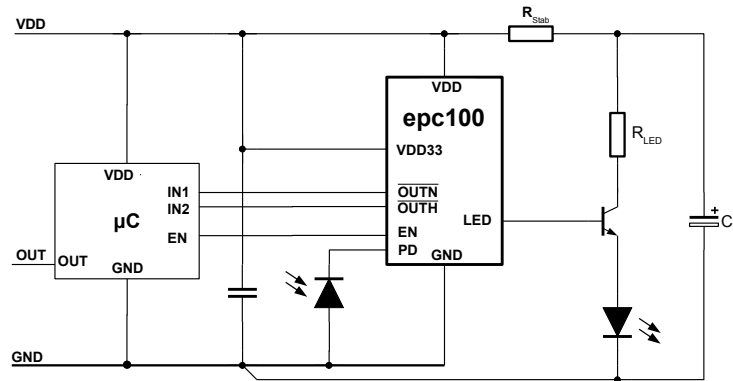 VDD
R_Stab
VDD
epc100
VDD33
R_LED
VDD
IN1
OUTN
IN2
OUTH
µC
LED
C
+
EN
EN
OUT
OUT
PD
GND
GND
GND